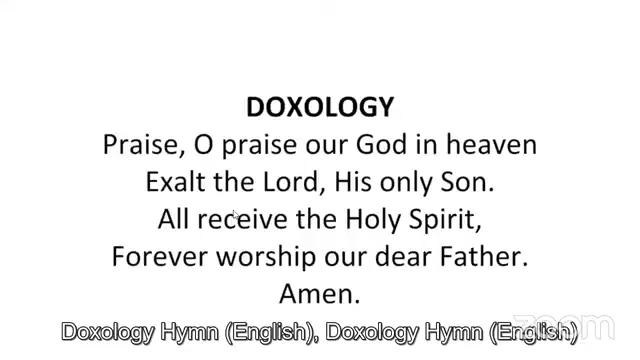 DOXOLOGY
Praise, O praise our God in heaven
Exalt the Lord, His only Son.
All receive the Holy Spirit,
Forever worship our dear Father.
Amen.
Doxology Hymn (English), Doxology Hymn (English)
zoom